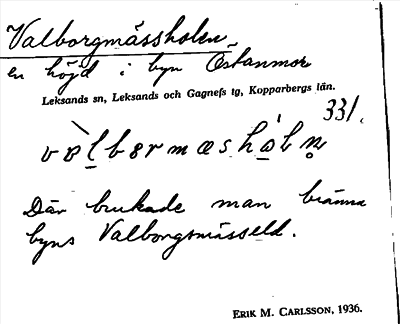 Valborgmässholen
en höjd i byn Östanmor
Leksands sn, Leksands och Gagnefs tg, Kopparbergs län.
331.
Där brukade man bränna
byns Valborgsmässeld.
ERIK M. CARLSSON, 1936.